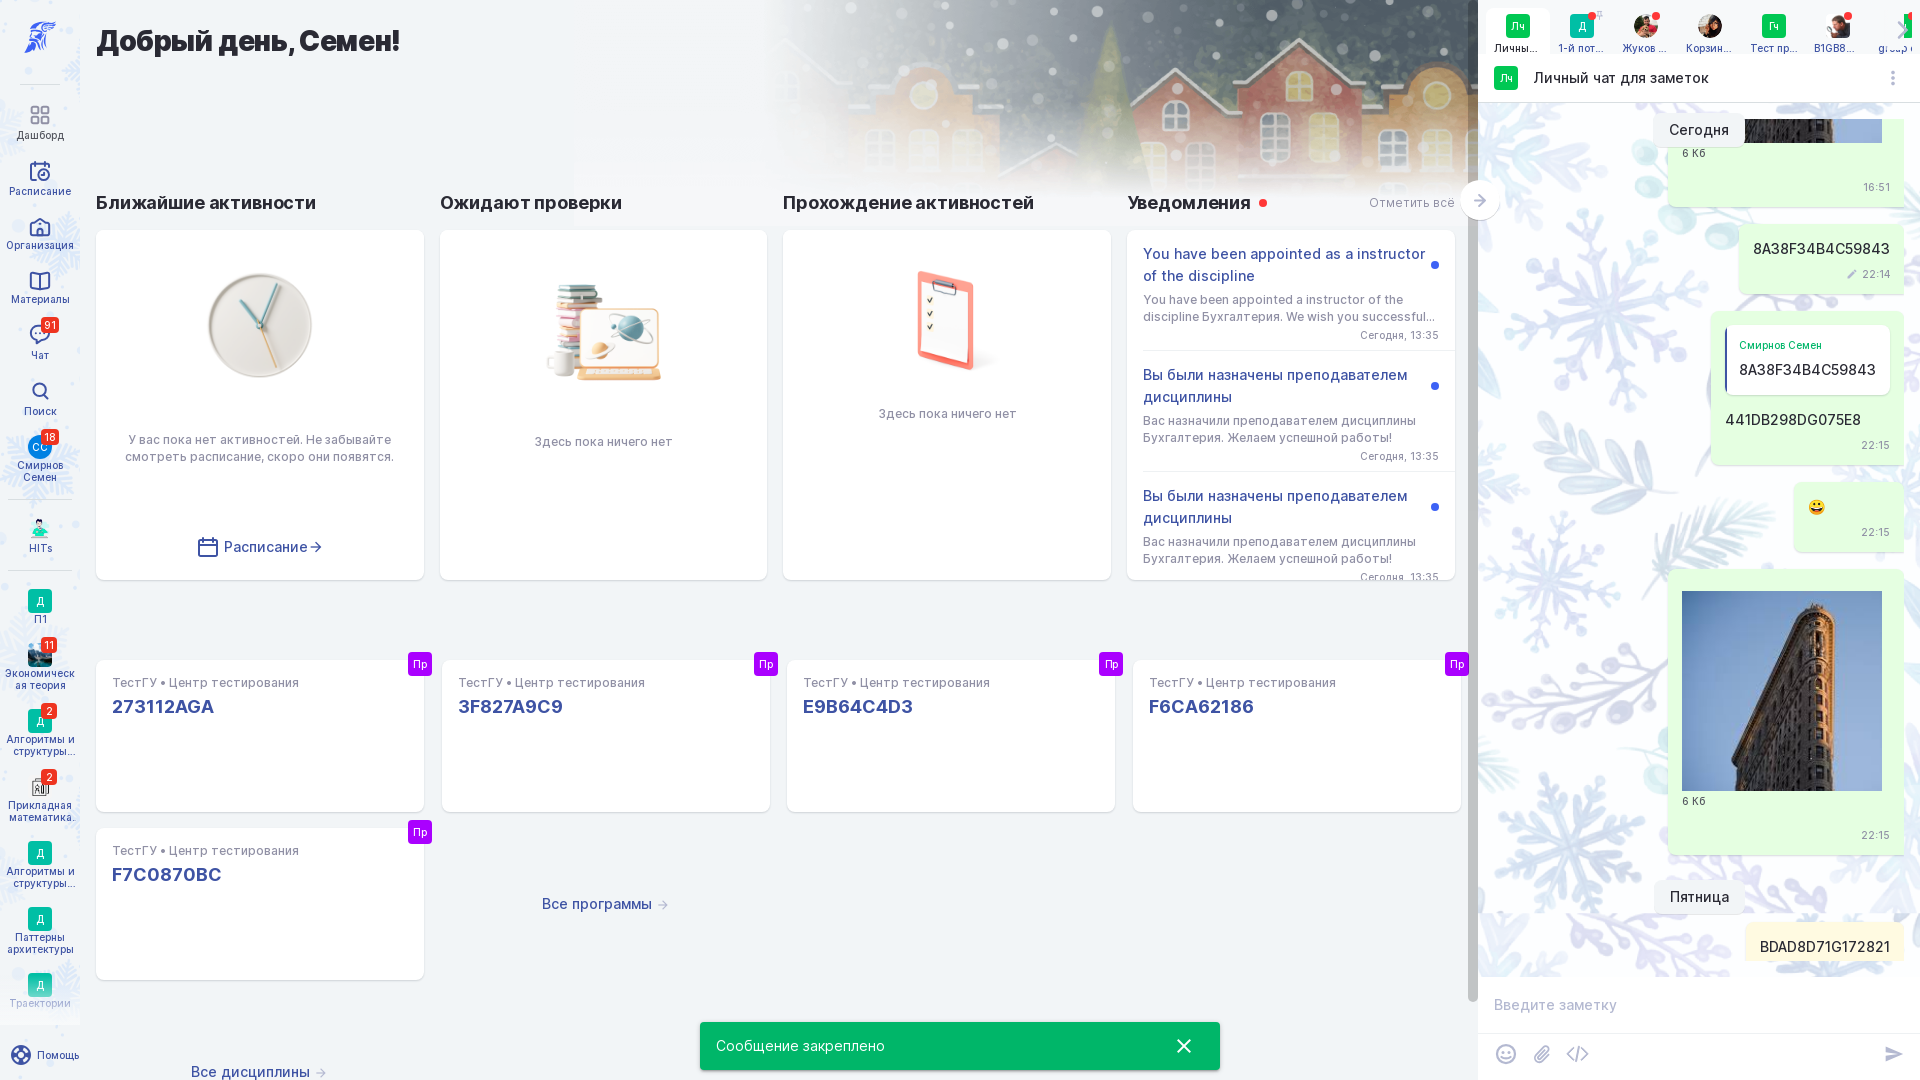 Добрый день, Семен!
Дашборд
Расписание
Организация
Материалы
91
Чат
Поиск
СС
18
Смирнов
Семен
HITs
Д
П1
11
Экономическ
ая теория
Д
2
Алгоритмы и
структуры...
2
Прикладная
математика.
Д
Алгоритмы и
структуры...
Д
Паттерны
архитектуры
Д
Траектории
Помощь
Ближайшие активности
У вас пока нет активностей. Не забывайте
смотреть расписание, скоро они появятся.
Расписание
Ожидают проверки
Здесь пока ничего нет
Прохождение активностей
Здесь пока ничего нет
Уведомления
Отметить всё
You have been appointed as a instructor
of the discipline
You have been appointed a instructor of the
discipline Бухгалтерия. We wish you successful...
Сегодня, 13:35
Вы были назначены преподавателем
дисциплины
Вас назначили преподавателем дисциплины
Бухгалтерия. Желаем успешной работы!
Сегодня, 13:35
Вы были назначены преподавателем
дисциплины
Вас назначили преподавателем дисциплины
Бухгалтерия. Желаем успешной работы!
Сегодня, 13:35
Пр
ТестГУ • Центр тестирования
273112AGA
Пр
ТестГУ • Центр тестирования
3F827A9C9
Пр
ТестГУ • Центр тестирования
E9B64C4D3
Пр
ТестГУ • Центр тестирования
F6CA62186
Пр
ТестГУ • Центр тестирования
F7C0870BC
Все программы
Все дисциплины
Сообщение закреплено
Лч
Личны...
Д
1-й пот...
Жуков ...
Корзин...
Гч
Тест пр...
B1GB8...
Лч
Личный чат для заметок
Сегодня
6 Кб
16:51
8A38F34B4C59843
22:14
Смирнов Семен
8A38F34B4C59843
441DB298DG075E8
22:15
22:15
6 Кб
22:15
Пятница
BDAD8D71G172821
Введите заметку